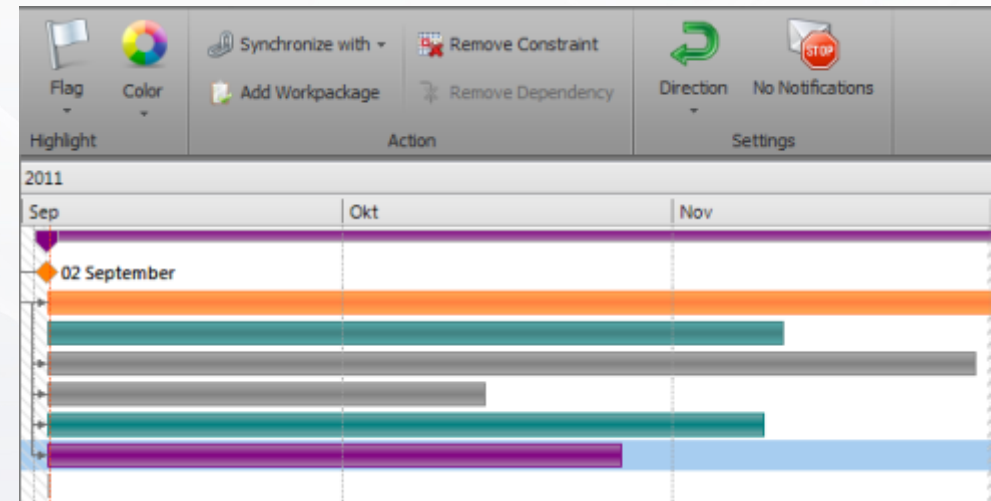 Synchronize with
Remove Constraint
Flag
Color
Add Workpackage
Remove Dependency
Direction
No Notifications
STOP
Highlight
Action
Settings
2011
Sep
Okt
Nov
02 September